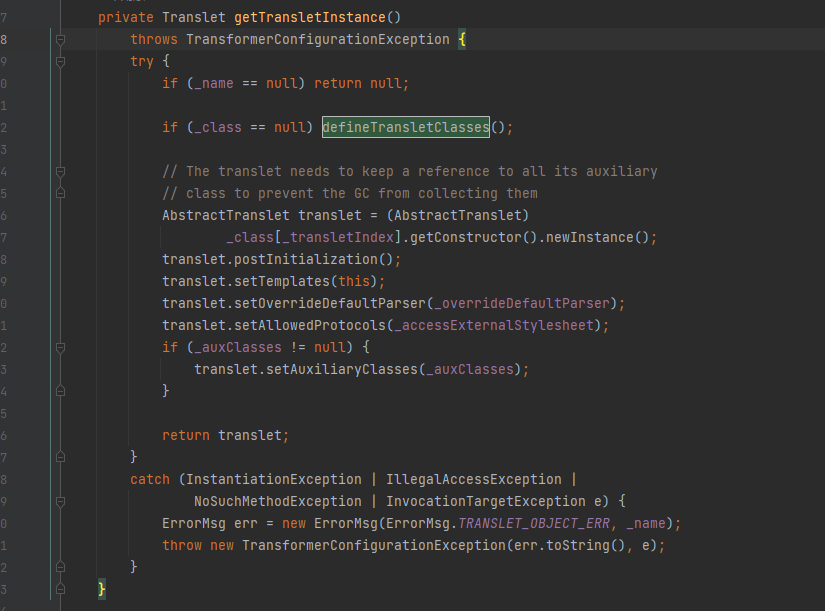 7 private Translet getTransletInstance()
8 throws TransformerConfigurationException {
9 try {
0 if (_name == null) return null;
1
2 if (_class == null) defineTransletClasses();
3
4 // The translet needs to keep a reference to all its auxiliary
5 // class to prevent the GC from collecting them
6 AbstractTranslet translet = (AbstractTranslet)
7 _class[_transletIndex].getConstructor().newInstance();
8 translet.postInitialization();
9 translet.setTemplates(this);
0 translet.setOverrideDefaultParser(_overrideDefaultParser);
1 translet.setAllowedProtocols(_accessExternalStylesheet);
2 if (_auxClasses != null) {
3 translet.setAuxiliaryClasses(_auxClasses);
4 }
5
6 return translet;
7 }
8 catch (InstantiationException | IllegalAccessException |
9 NoSuchMethodException | InvocationTargetException e) {
0 ErrorMsg err = new ErrorMsg(ErrorMsg.TRANSLET_OBJECT_ERR, _name);
1 throw new TransformerConfigurationException(err.toString(), e);
2 }
3 }